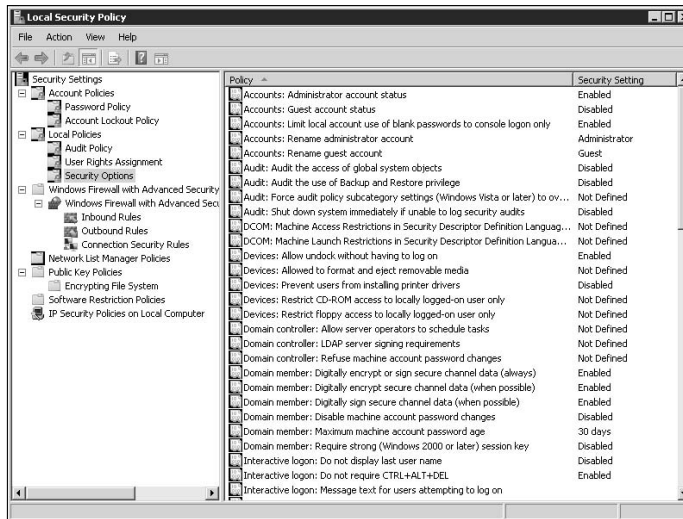 Local Security Policy
File Action View Help
Security Settings
Account Policies
Password Policy
Account Lockout Policy
Local Policies
Audit Policy
User Rights Assignment
Security Options
Windows Firewall with Advanced Security
Windows Firewall with Advanced Secu
Inbound Rules
Outbound Rules
Connection Security Rules
Network List Manager Policies
Public Key Policies
Encrypting File System
Software Restriction Policies
IP Security Policies on Local Computer
Policy Security Setting
Accounts: Administrator account status Enabled
Accounts: Guest account status Disabled
Accounts: Limit local account use of blank passwords to console logon only Enabled
Accounts: Rename administrator account Administrator
Accounts: Rename guest account Guest
Audit: Audit the access of global system objects Disabled
Audit: Audit the use of Backup and Restore privilege Disabled
Audit: Force audit policy subcategory settings (Windows Vista or later) to ov... Not Defined
Audit: Shut down system immediately if unable to log security audits Disabled
DCOM: Machine Access Restrictions in Security Descriptor Definition Languag... Not Defined
DCOM: Machine Launch Restrictions in Security Descriptor Definition Langua... Not Defined
Devices: Allow undock without having to log on Enabled
Devices: Allowed to format and eject removable media Not Defined
Devices: Prevent users from installing printer drivers Disabled
Devices: Restrict CD-ROM access to locally logged-on user only Not Defined
Devices: Restrict floppy access to locally logged-on user only Not Defined
Domain controller: Allow server operators to schedule tasks Not Defined
Domain controller: LDAP server signing requirements Not Defined
Domain controller: Refuse machine account password changes Not Defined
Domain member: Digitally encrypt or sign secure channel data (always) Enabled
Domain member: Digitally encrypt secure channel data (when possible) Enabled
Domain member: Digitally sign secure channel data (when possible) Enabled
Domain member: Disable machine account password changes Disabled
Domain member: Maximum machine account password age 30 days
Domain member: Require strong (Windows 2000 or later) session key Disabled
Interactive logon: Do not display last user name Disabled
Interactive logon: Do not require CTRL+ALT+DEL Enabled
Interactive logon: Message text for users attempting to log on